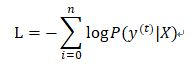 L = −∑_{i=0}^{n} log P(y^{(t)}|X)↵